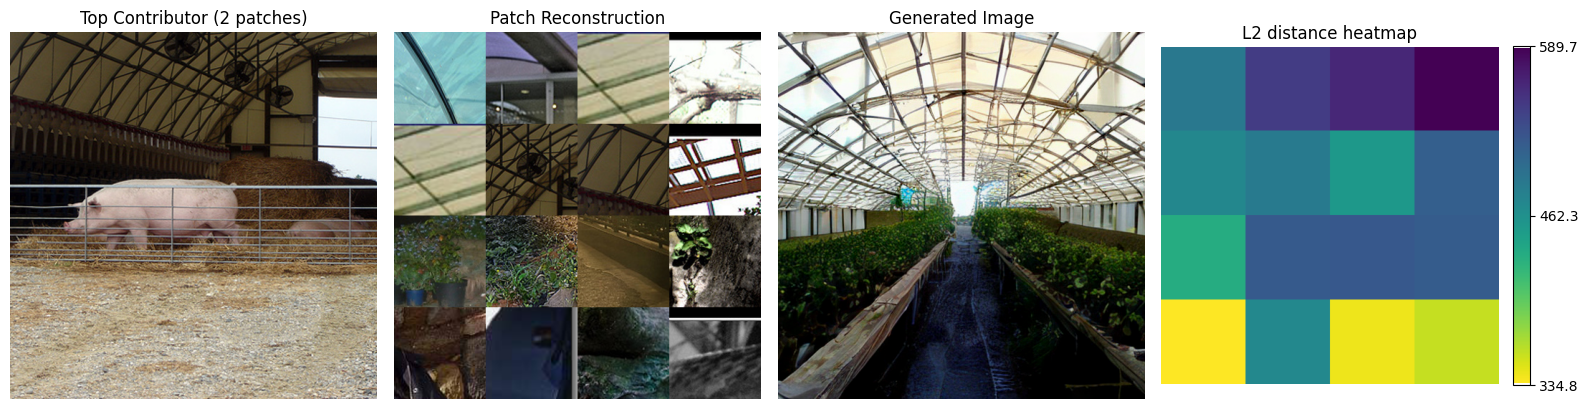 Top Contributor (2 patches)
Patch Reconstruction
Generated Image
L2 distance heatmap
589.7
462.3
334.8